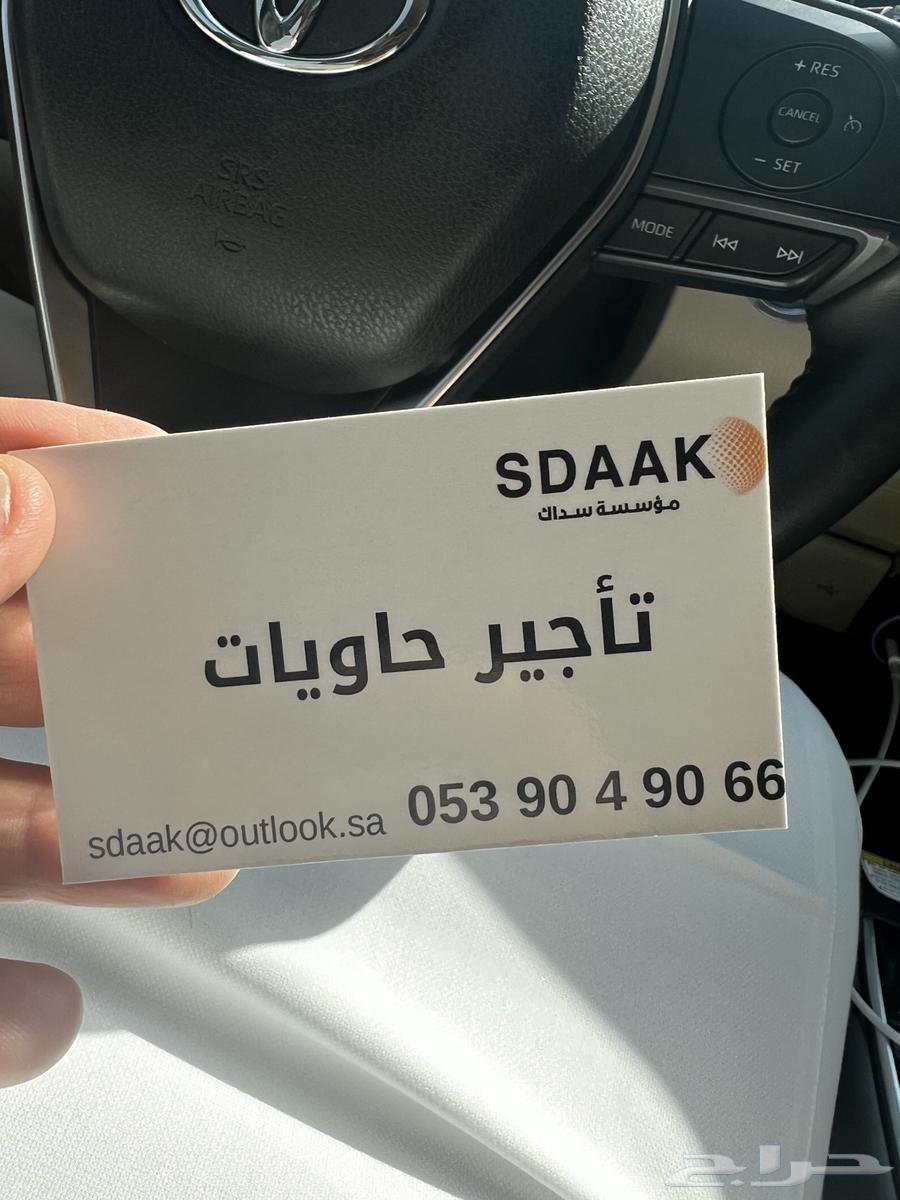 + RES
CANCEL
− SET
SRS
AIRBAG
MODE
SDAAK
مؤسسة سداك
تأجير حاويات
sdaak@outlook.sa 053 90 4 90 66
حراج